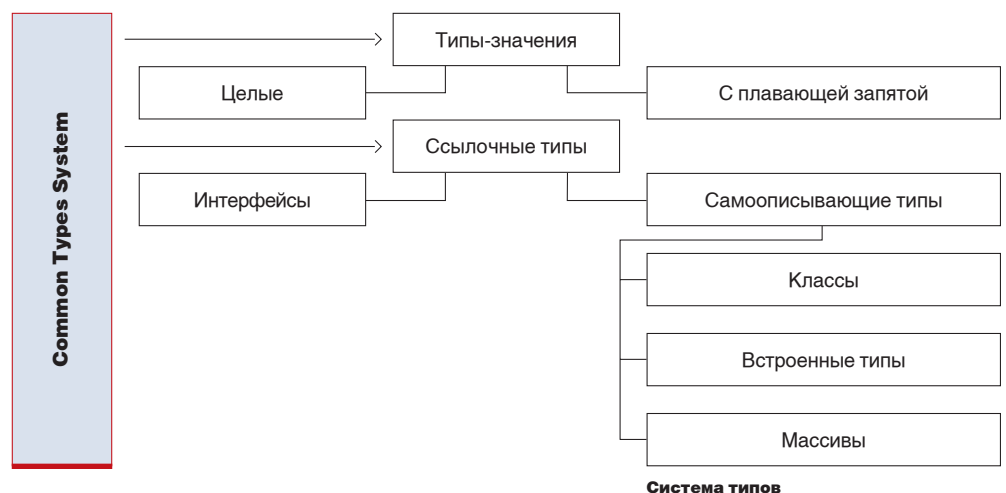 Common Types System
Типы-значения
Целые
С плавающей запятой
Ссылочные типы
Интерфейсы
Самоописывающие типы
Классы
Встроенные типы
Массивы
Система типов